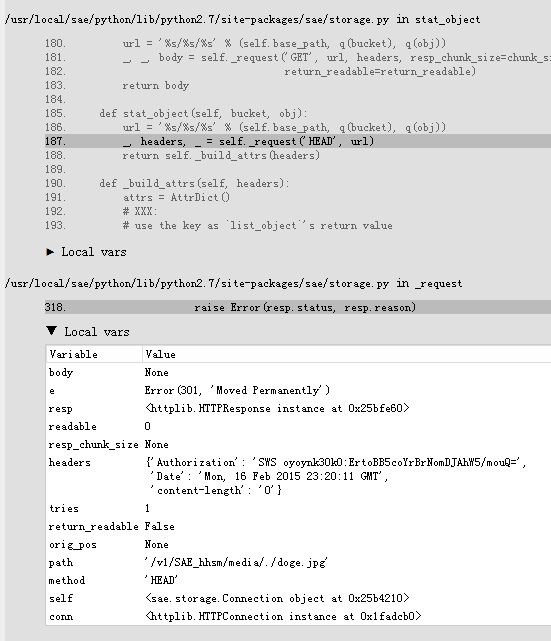 /usr/local/sae/python/lib/python2.7/site-packages/sae/storage.py in stat_object
180. url = '%s/%s/%s' % (self.base_path, q(bucket), q(obj))
181. _, _, body = self._request('GET', url, headers, resp_chunk_size=chunk_s
182. return_readable=return_readable)
183. return body
184.
185. def stat_object(self, bucket, obj):
186. url = '%s/%s/%s' % (self.base_path, q(bucket), q(obj))
187. _, headers, _ = self._request('HEAD', url)
188. return self._build_attrs(headers)
189.
190. def _build_attrs(self, headers):
191. attrs = AttrDict()
192. # XXX:
193. # use the key as `list_object`'s return value
▶ Local vars
/usr/local/sae/python/lib/python2.7/site-packages/sae/storage.py in _request
318. raise Error(resp.status, resp.reason)
▼ Local vars
Variable Value
body None
e Error(301, 'Moved Permanently')
resp <httplib.HTTPResponse instance at 0x25bfe60>
readable 0
resp_chunk_size None
headers {'Authorization': 'SWS oyoynk30k0:ErtoBB5coYrBrNomDJAhW5/mouQ=',
'Date': 'Mon, 16 Feb 2015 23:20:11 GMT',
'content-length': '0'}
tries 1
return_readable False
orig_pos None
path '/v1/SAE_hhsm/media/./doge.jpg'
method 'HEAD'
self <sae.storage.Connection object at 0x25b4210>
conn <httplib.HTTPConnection instance at 0x1fadcb0>